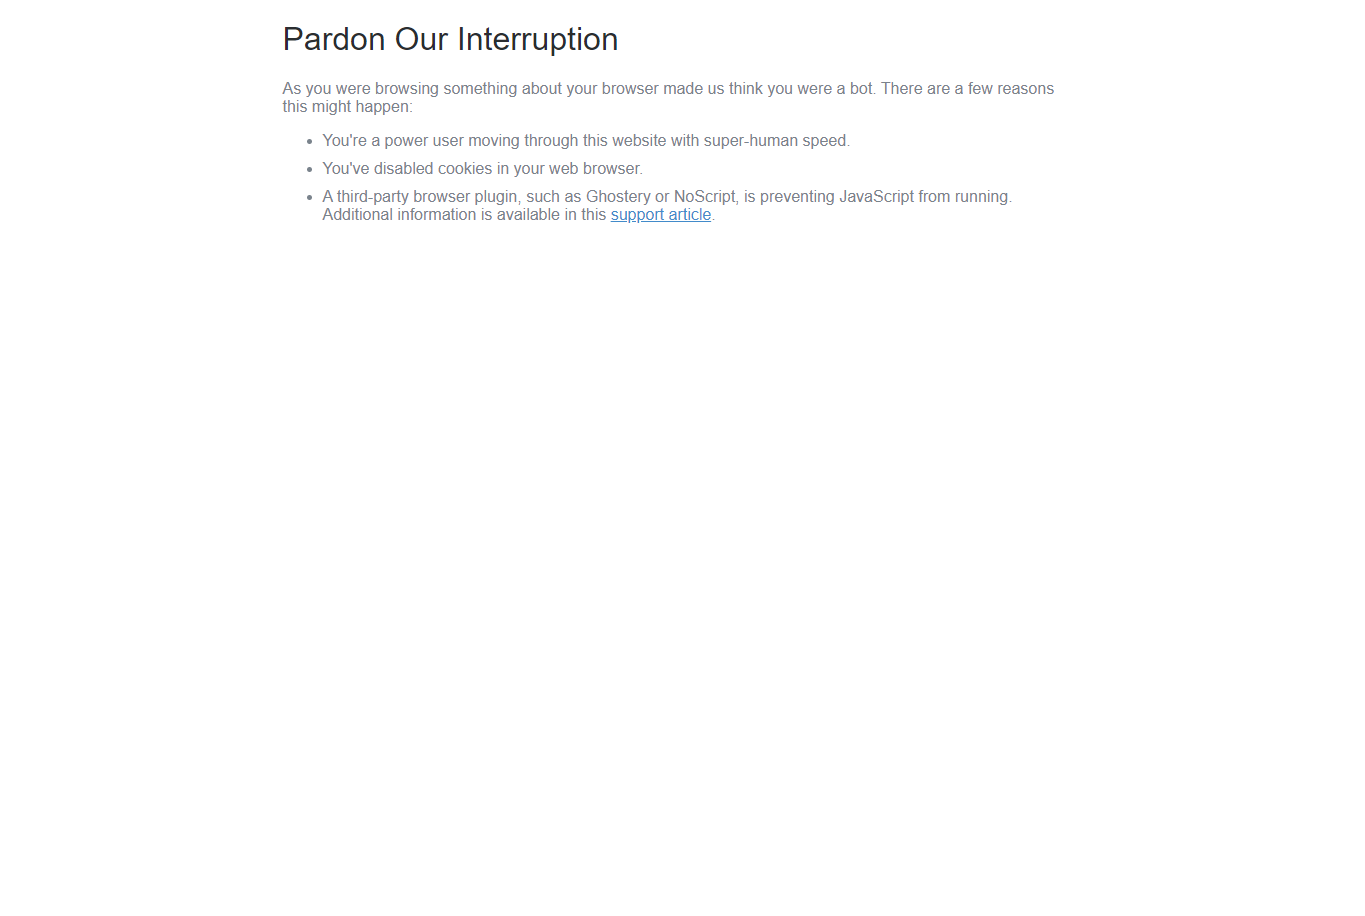 Pardon Our Interruption
As you were browsing something about your browser made us think you were a bot. There are a few reasons
this might happen:
You're a power user moving through this website with super-human speed.
You've disabled cookies in your web browser.
A third-party browser plugin, such as Ghostery or NoScript, is preventing JavaScript from running.
Additional information is available in this support article.